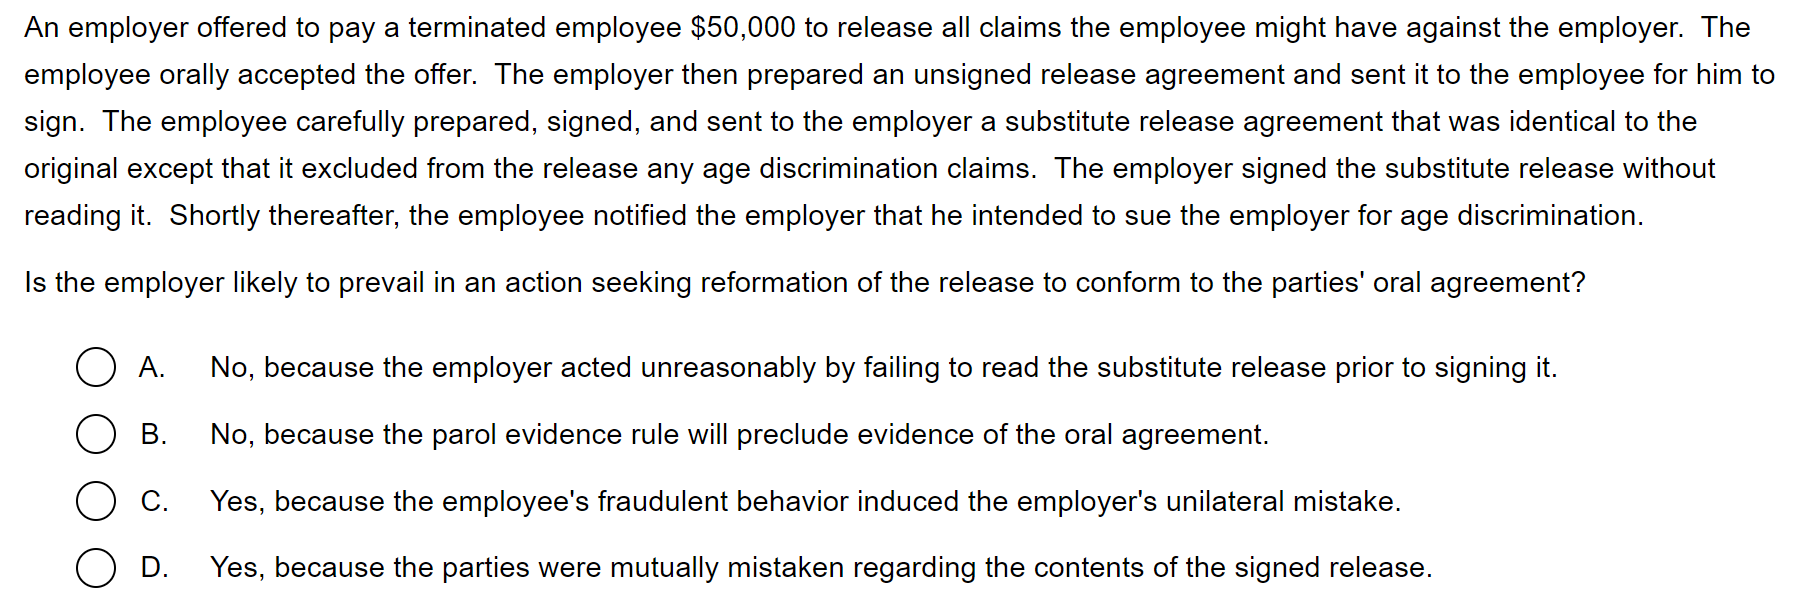 An employer offered to pay a terminated employee $50,000 to release all claims the employee might have against the employer.  The
employee orally accepted the offer.  The employer then prepared an unsigned release agreement and sent it to the employee for him to
sign.  The employee carefully prepared, signed, and sent to the employer a substitute release agreement that was identical to the
original except that it excluded from the release any age discrimination claims.  The employer signed the substitute release without
reading it.  Shortly thereafter, the employee notified the employer that he intended to sue the employer for age discrimination.
Is the employer likely to prevail in an action seeking reformation of the release to conform to the parties' oral agreement?
A. No, because the employer acted unreasonably by failing to read the substitute release prior to signing it.
B. No, because the parol evidence rule will preclude evidence of the oral agreement.
C. Yes, because the employee's fraudulent behavior induced the employer's unilateral mistake.
D. Yes, because the parties were mutually mistaken regarding the contents of the signed release.